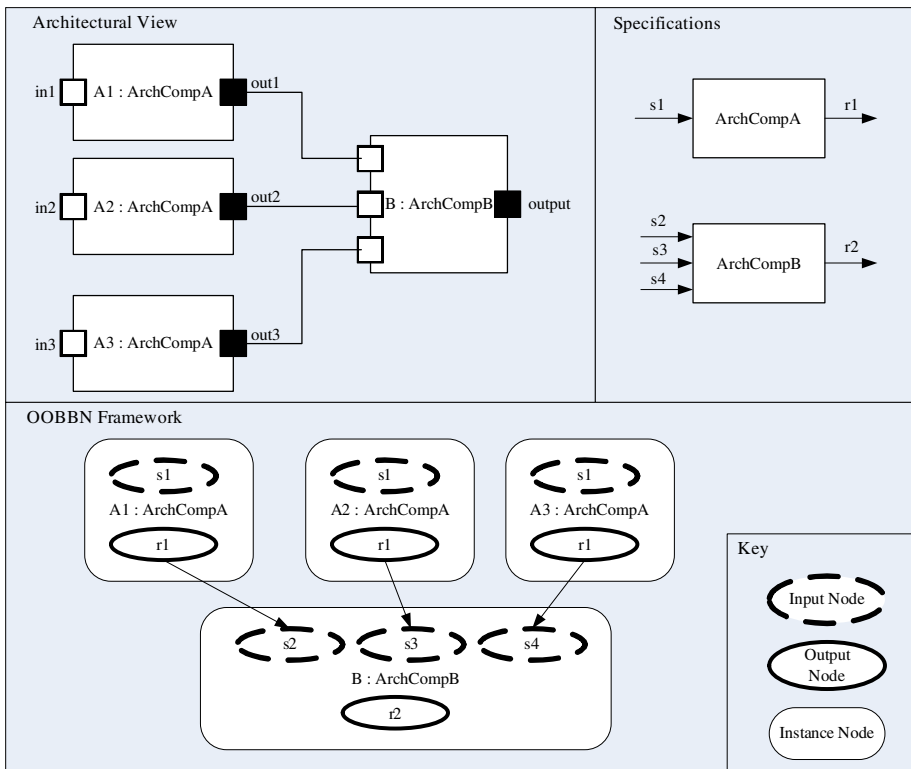 Architectural View
in1
A1 : ArchCompA
out1
in2
A2 : ArchCompA
out2
B : ArchCompB
output
in3
A3 : ArchCompA
out3
Specifications
s1
ArchCompA
r1
s2
s3
s4
ArchCompB
r2
OOBBN Framework
s1
A1 : ArchCompA
r1
s1
A2 : ArchCompA
r1
s1
A3 : ArchCompA
r1
s2
s3
s4
B : ArchCompB
r2
Key
Input Node
Output
Node
Instance Node